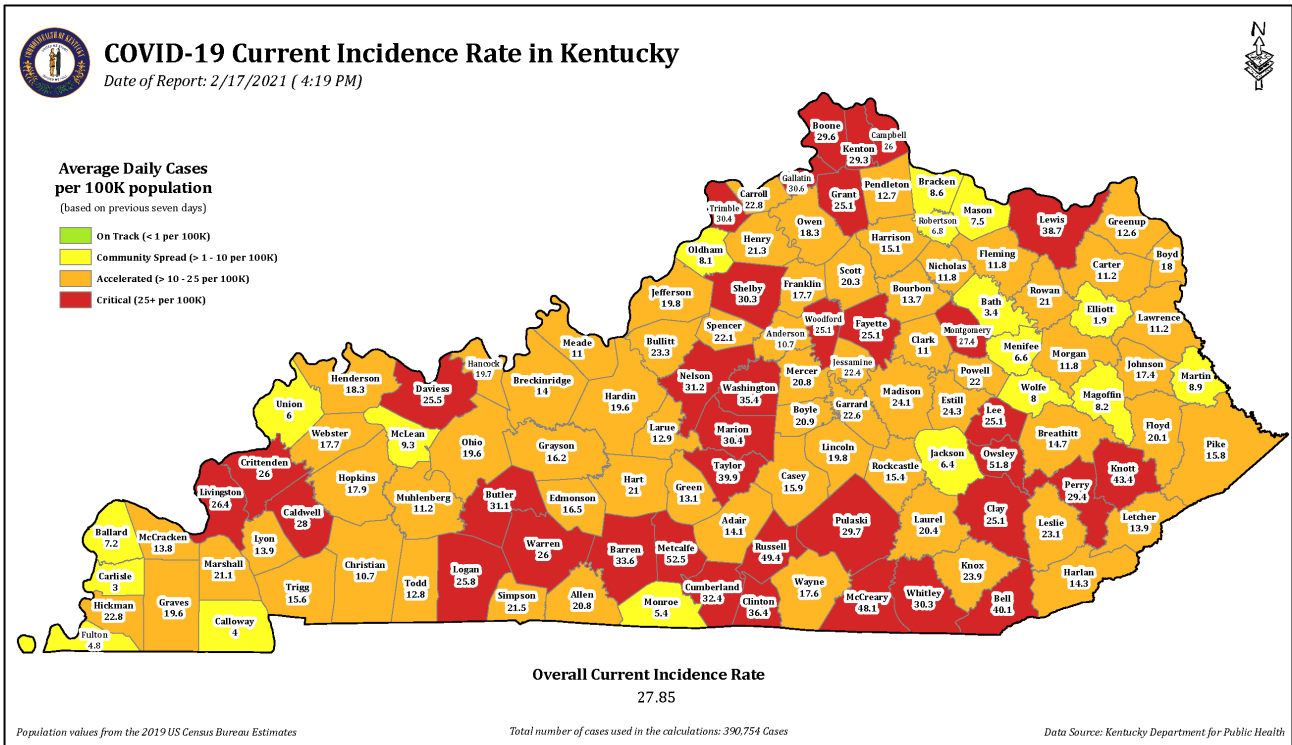 COVID-19 Current Incidence Rate in Kentucky
Date of Report: 2/17/2021 ( 4:19 PM)
N
Average Daily Cases
per 100K population
(based on previous seven days)
On Track (< 1 per 100K)
Community Spread (> 1 - 10 per 100K)
Accelerated (> 10 - 25 per 100K)
Critical (25+ per 100K)
Boone
29.6
Kenton
29.3
Campbell
26
Gallatin
30.6
Carroll
22.8
Trimble
30.4
Grant
25.1
Pendleton
12.7
Bracken
8.6
Mason
7.5
Robertson
6.8
Lewis
38.7
Greenup
12.6
Boyd
18
Owen
18.3
Harrison
15.1
Henry
21.3
Oldham
8.1
Nicholas
11.8
Fleming
11.8
Carter
11.2
Jefferson
19.8
Shelby
30.3
Franklin
17.7
Scott
20.3
Bourbon
13.7
Bath
3.4
Rowan
21
Elliott
1.9
Lawrence
11.2
Spencer
22.1
Anderson
10.7
Woodford
25.1
Fayette
25.1
Clark
11
Montgomery
27.4
Menifee
6.6
Morgan
11.8
Johnson
17.4
Martin
8.9
Bullitt
23.3
Meade
11
Hancock
19.7
Breckinridge
14
Hardin
19.6
Nelson
31.2
Washington
35.4
Mercer
20.8
Jessamine
22.4
Madison
24.1
Powell
22
Estill
24.3
Wolfe
8
Magoffin
8.2
Floyd
20.1
Pike
15.8
Henderson
18.3
Daviess
25.5
Union
6
Webster
17.7
McLean
9.3
Ohio
19.6
Grayson
16.2
Larue
12.9
Marion
30.4
Boyle
20.9
Garrard
22.6
Lee
25.1
Breathitt
14.7
Lincoln
19.8
Rockcastle
15.4
Jackson
6.4
Owsley
51.8
Perry
29.4
Knott
43.4
Crittenden
26
Livingston
26.4
Caldwell
28
Hopkins
17.9
Muhlenberg
11.2
Butler
31.1
Edmonson
16.5
Hart
21
Green
13.1
Taylor
39.9
Casey
15.9
Pulaski
29.7
Laurel
20.4
Clay
25.1
Leslie
23.1
Letcher
13.9
Ballard
7.2
McCracken
13.8
Lyon
13.9
Marshall
21.1
Trigg
15.6
Christian
10.7
Todd
12.8
Logan
25.8
Warren
26
Barren
33.6
Metcalfe
52.5
Adair
14.1
Russell
49.4
Wayne
17.6
McCreary
48.1
Whitley
30.3
Knox
23.9
Bell
40.1
Harlan
14.3
Carlisle
3
Hickman
22.8
Graves
19.6
Calloway
4
Fulton
4.8
Simpson
21.5
Allen
20.8
Monroe
5.4
Cumberland
32.4
Clinton
36.4
Overall Current Incidence Rate
27.85
Population values from the 2019 US Census Bureau Estimates
Total number of cases used in the calculations: 390,754 Cases
Data Source: Kentucky Department for Public Health